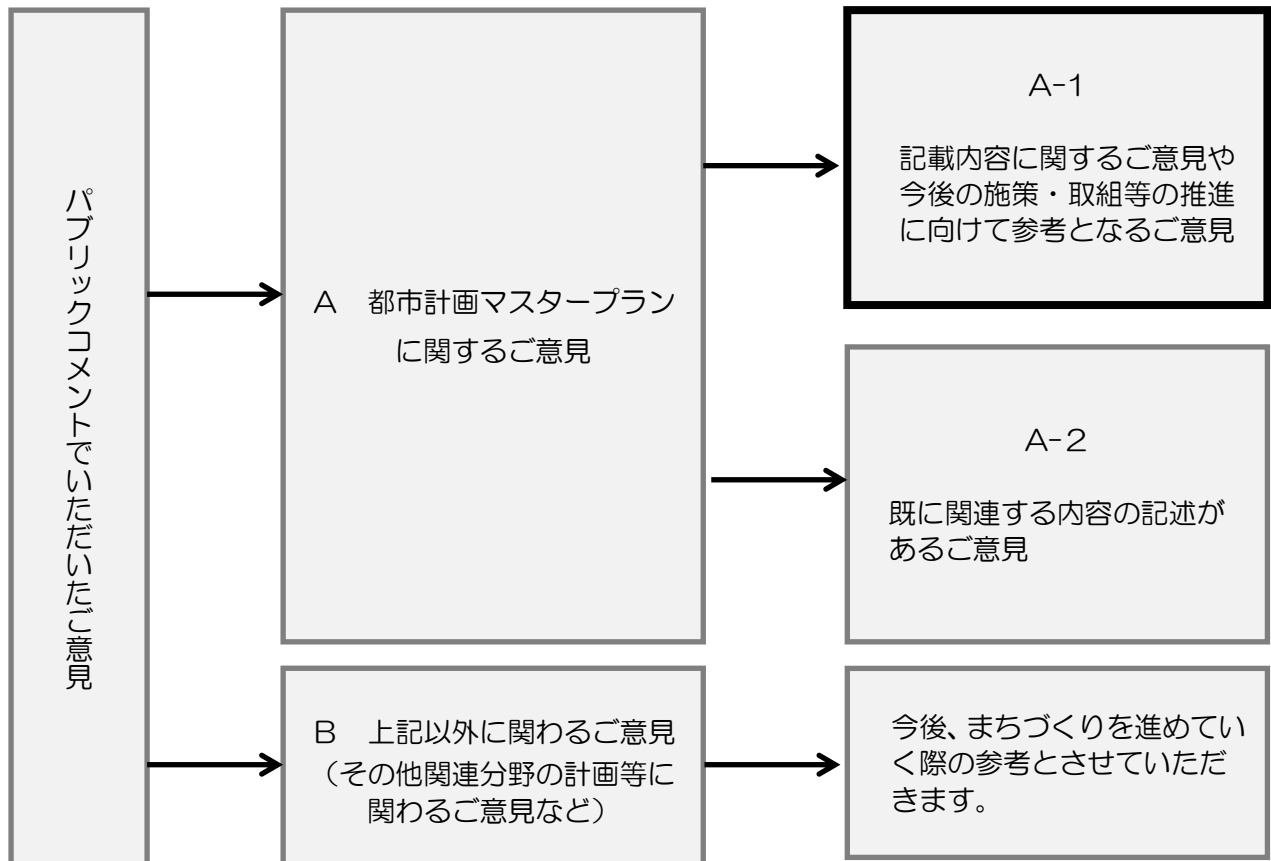 パブリックコメントでいただいたご意見
A　都市計画マスタープラン
に関するご意見
A-1
記載内容に関するご意見や
今後の施策・取組等の推進
に向けて参考となるご意見
A-2
既に関連する内容の記述が
あるご意見
B　上記以外に関わるご意見
（その他関連分野の計画等に
関わるご意見など）
今後、まちづくりを進めてい
く際の参考とさせていただ
きます。